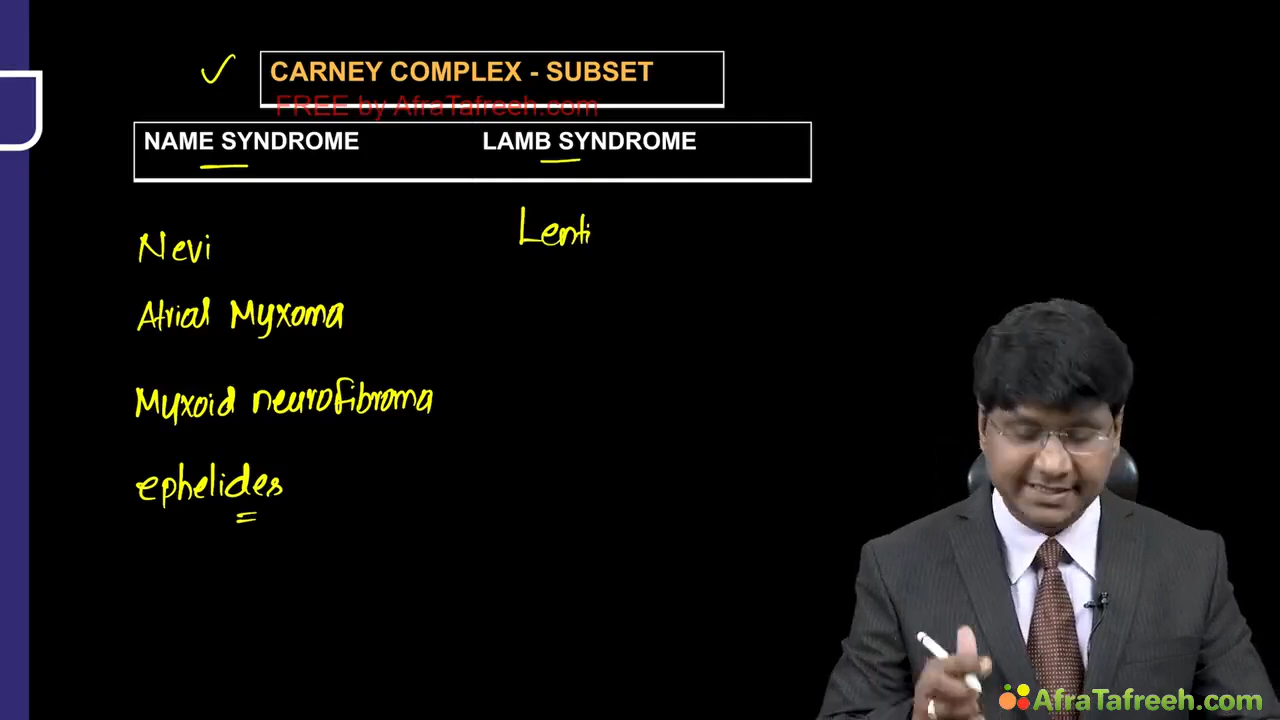 CARNEY COMPLEX - SUBSET
FREE by AfraTafreeh.com
NAME SYNDROME LAMB SYNDROME
Lenti
Nevi
Atrial Myxoma
Myxoid neurofibroma
ephelides
AfraTafreeh.com